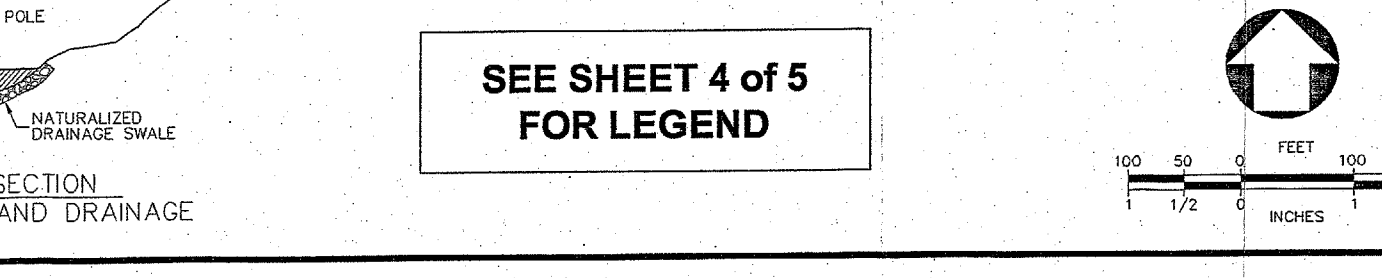 POLE
NATURALIZED
DRAINAGE SWALE
SECTION
AND DRAINAGE
SEE SHEET 4 of 5
FOR LEGEND
FEET
100 50 0 100
1 1/2 0 1
INCHES